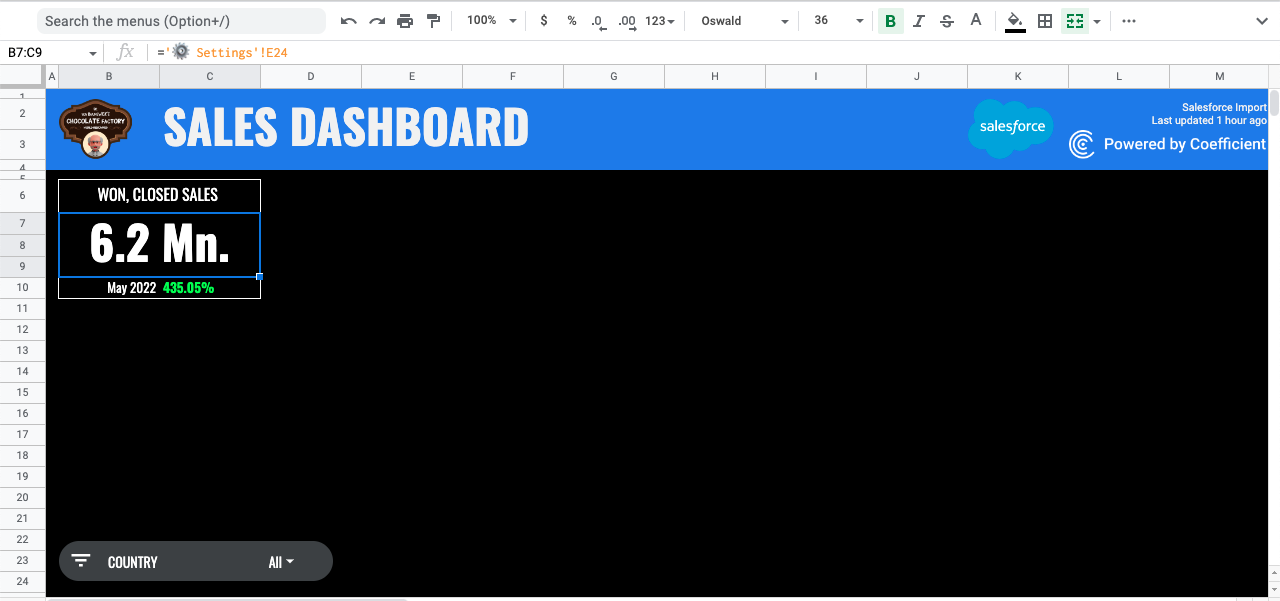 Search the menus (Option+/)
100%
$ % .0 .00 123
Oswald
36
B I S A
B7:C9
fx
='⚙ Settings'!E24
A B C D E F G H I J K L M
1
2
3
4
5
6
7
8
9
10
11
12
13
14
15
16
17
18
19
20
21
22
23
24
CHOCOLATE FACTORY
SALES DASHBOARD
salesforce
Salesforce Import
Last updated 1 hour ago
Powered by Coefficient
WON, CLOSED SALES
6.2 Mn.
May 2022 435.05%
COUNTRY All